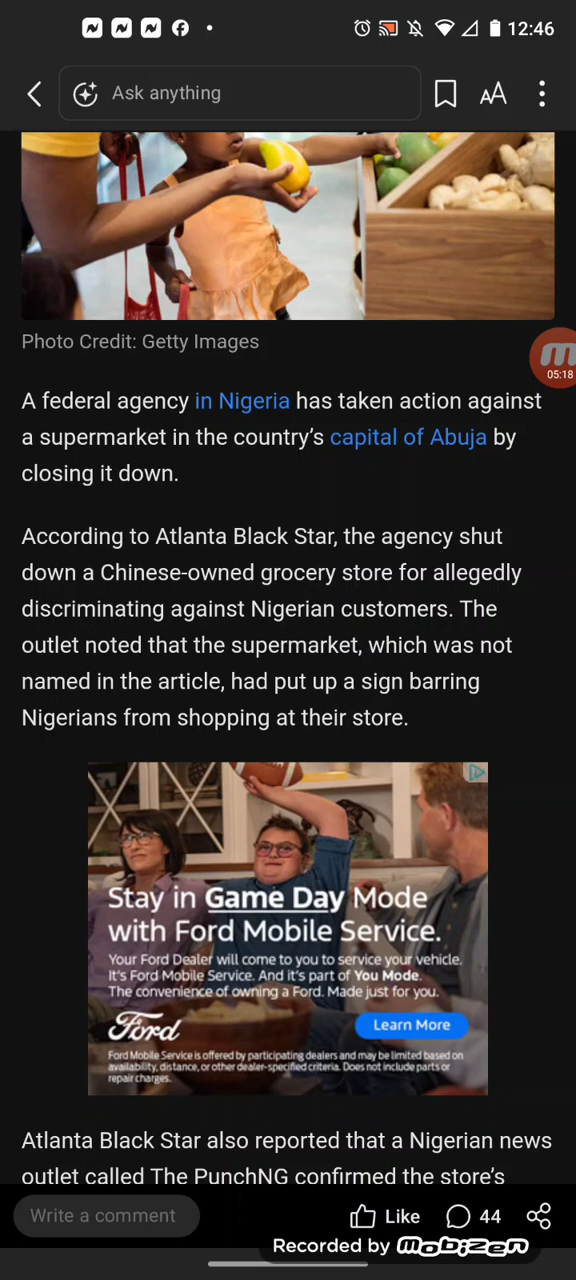 12:46
Ask anything
AA
Photo Credit: Getty Images
05:18
A federal agency in Nigeria has taken action against
a supermarket in the country’s capital of Abuja by
closing it down.
According to Atlanta Black Star, the agency shut
down a Chinese-owned grocery store for allegedly
discriminating against Nigerian customers. The
outlet noted that the supermarket, which was not
named in the article, had put up a sign barring
Nigerians from shopping at their store.
Stay in Game Day Mode
with Ford Mobile Service.
Your Ford Dealer will come to you to service your vehicle.
It's Ford Mobile Service. And it's part of You Mode.
The convenience of owning a Ford. Made just for you.
Ford
Learn More
Ford Mobile Service is offered by participating dealers and may be limited based on
availability, distance, or other dealer-specified criteria. Does not include parts or
repair charges.
Atlanta Black Star also reported that a Nigerian news
outlet called The PunchNG confirmed the store’s
Write a comment
Like
44
Recorded by mobizen